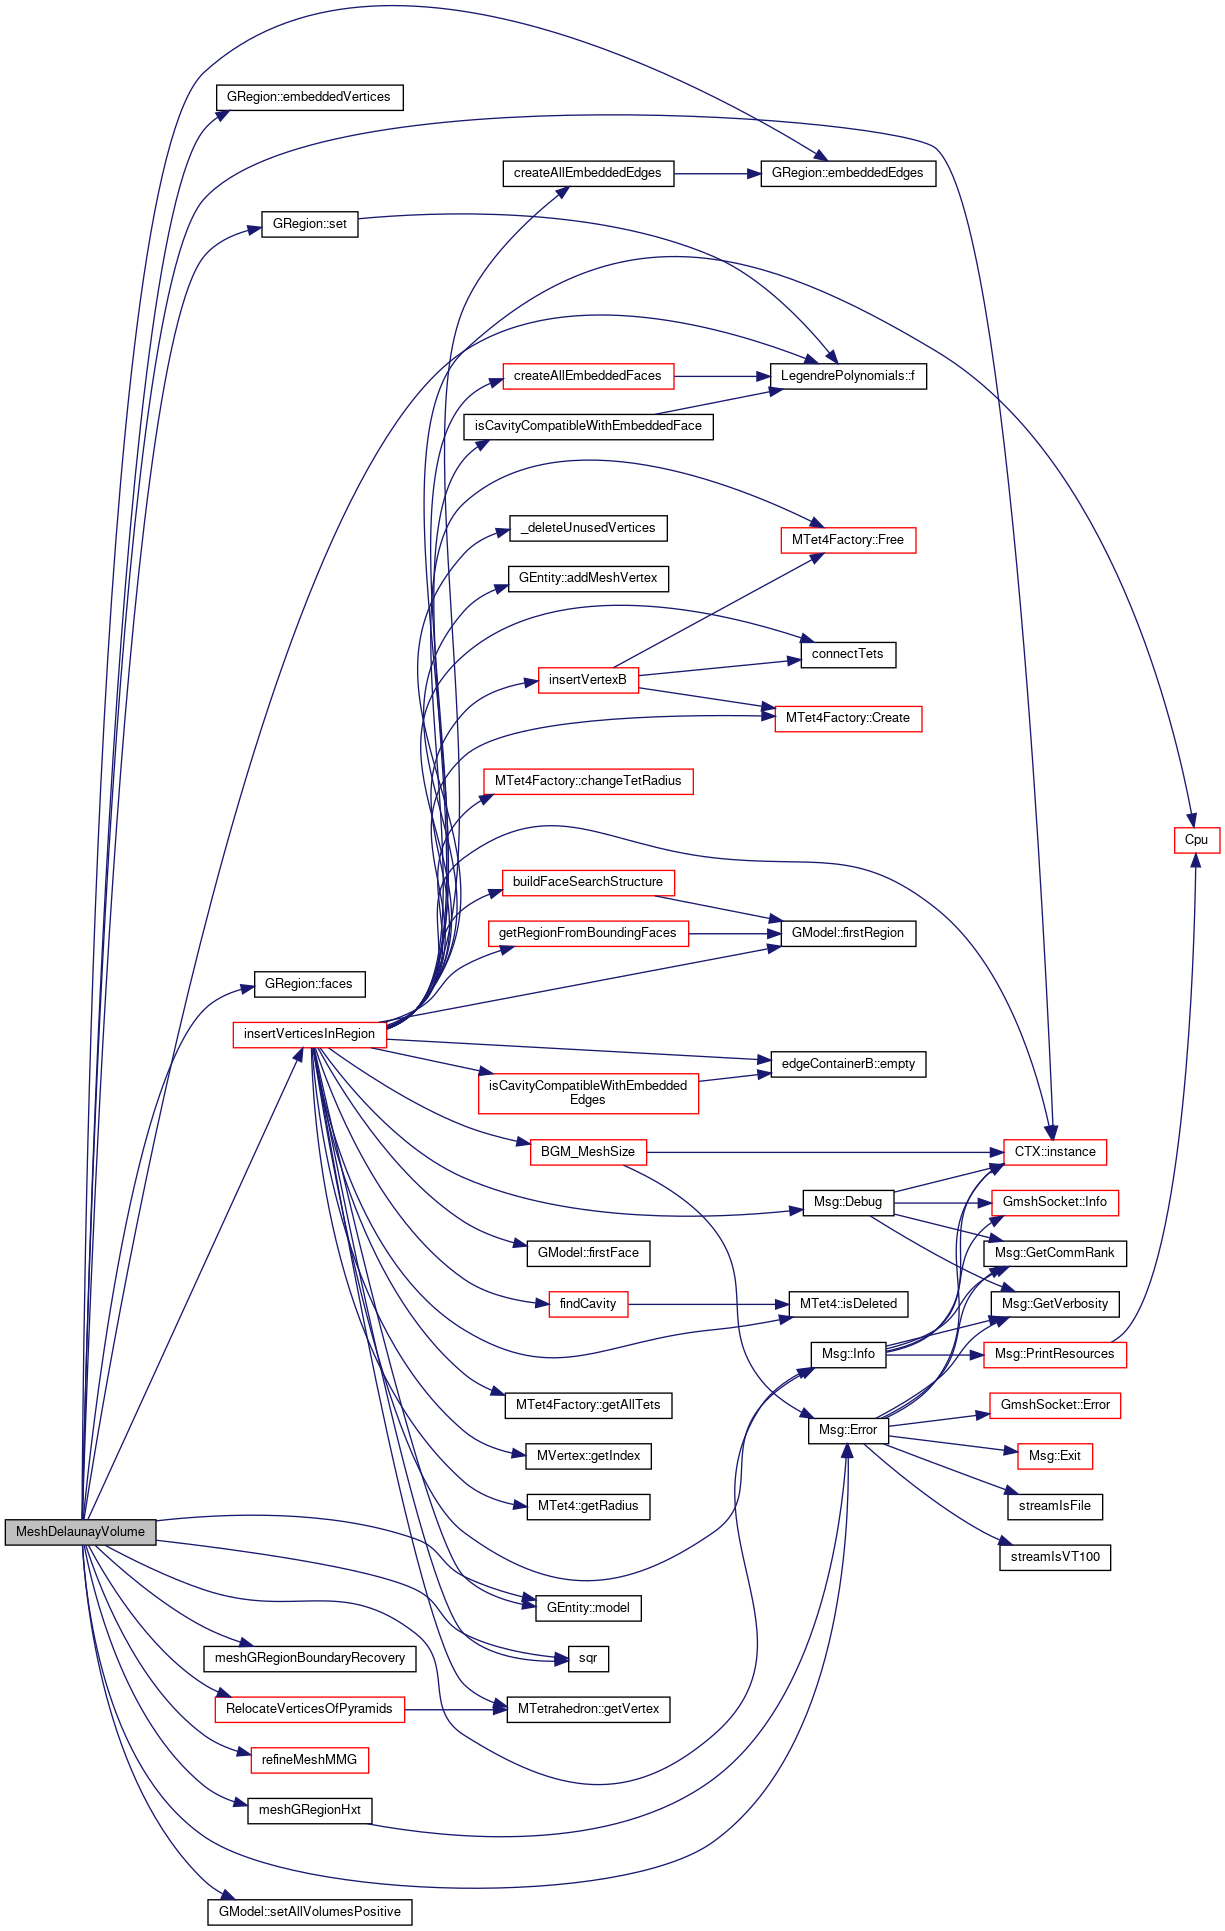 GRegion::embeddedVertices
createAllEmbeddedEdges
GRegion::embeddedEdges
GRegion::set
createAllEmbeddedFaces
LegendrePolynomials::f
isCavityCompatibleWithEmbeddedFace
_deleteUnusedVertices
MTet4Factory::Free
GEntity::addMeshVertex
connectTets
insertVertexB
MTet4Factory::Create
MTet4Factory::changeTetRadius
Cpu
buildFaceSearchStructure
getRegionFromBoundingFaces
GModel::firstRegion
GRegion::faces
insertVerticesInRegion
edgeContainerB::empty
isCavityCompatibleWithEmbedded
Edges
BGM_MeshSize
CTX::instance
Msg::Debug
GmshSocket::Info
GModel::firstFace
Msg::GetCommRank
findCavity
MTet4::isDeleted
Msg::GetVerbosity
Msg::Info
Msg::PrintResources
MTet4Factory::getAllTets
GmshSocket::Error
Msg::Error
MVertex::getIndex
Msg::Exit
MTet4::getRadius
streamIsFile
MeshDelaunayVolume
streamIsVT100
GEntity::model
meshGRegionBoundaryRecovery
sqr
RelocateVerticesOfPyramids
MTetrahedron::getVertex
refineMeshMMG
meshGRegionHxt
GModel::setAllVolumesPositive